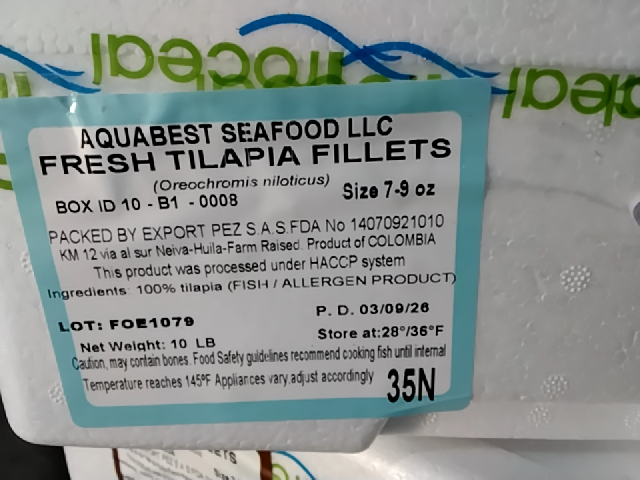 AQUABEST SEAFOOD LLC
FRESH TILAPIA FILLETS
(Oreochromis niloticus)
Size 7-9 oz
BOX ID 10 - B1 - 0008
PACKED BY EXPORT PEZ S.A.S.FDA No 14070921010
KM 12 via al sur Neiva-Huila-Farm Raised. Product of COLOMBIA
This product was processed under HACCP system
Ingredients: 100% tilapia (FISH / ALLERGEN PRODUCT)
P. D. 03/09/26
LOT: FOE1079
Store at:28°/36°F
Net Weight: 10 LB
Caution, may contain bones. Food Safety guidelines recommend cooking fish until internal
Temperature reaches 145ºF Appliances vary,adjust accordingly
35N